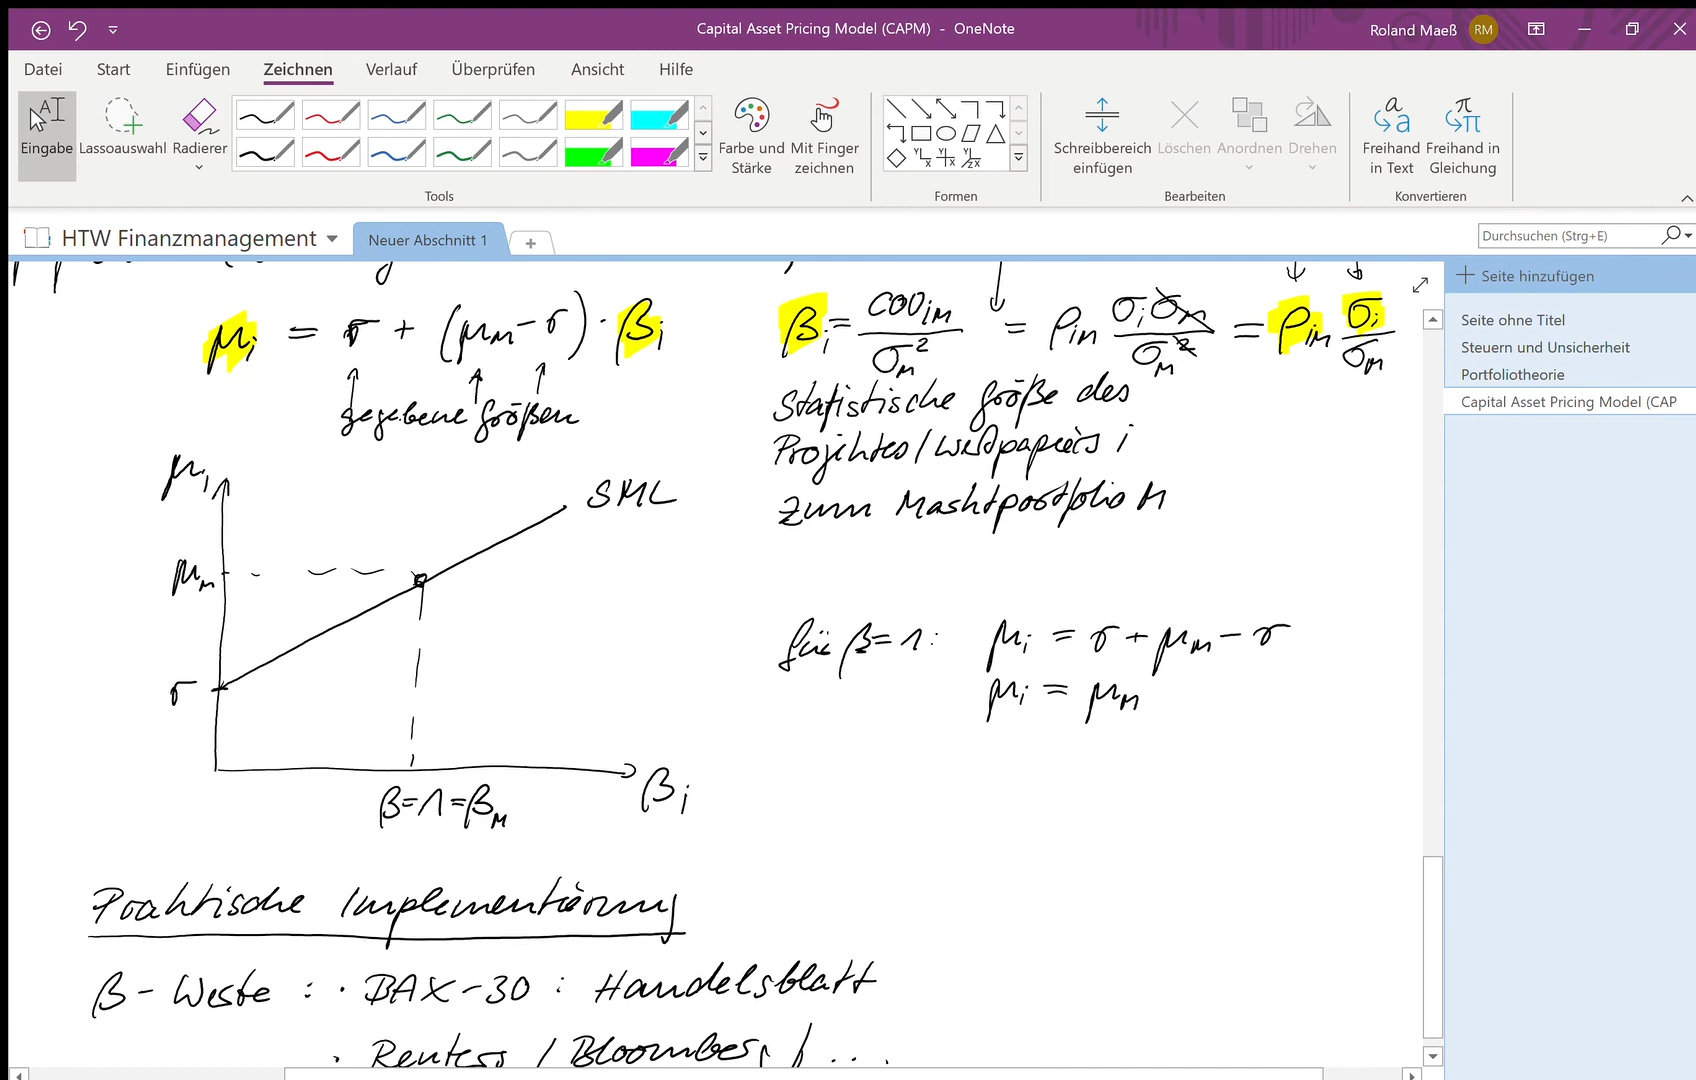 Capital Asset Pricing Model (CAPM) - OneNote
Roland Maeß RM
Datei Start Einfügen Zeichnen Verlauf Überprüfen Ansicht Hilfe
Eingabe
Lassoauswahl
Radierer
Farbe und Stärke
Mit Finger zeichnen
Schreibbereich einfügen
Löschen
Anordnen
Drehen
Freihand in Text
Freihand in Gleichung
Tools Formen Bearbeiten Konvertieren
HTW Finanzmanagement
Neuer Abschnitt 1
Durchsuchen (Strg+E)
Seite hinzufügen
Seite ohne Titel
Steuern und Unsicherheit
Portfoliotheorie
Capital Asset Pricing Model (CAP
μi = r + (μM - r) · βi
gegebene Größen
βi = COViM / σM² = ρiM σi σM / σM² = ρiM σi / σM
Statistische Größe des
Projektes / Wertpapiers i
zum Marktportfolio M
μi
SML
μM
r
β=1=βM
βi
für β=1: μi = r + μM - r
μi = μM
Praktische Implementierung
β - Werte : · DAX-30 : Handelsblatt
· Reuters / Bloomberg / ...